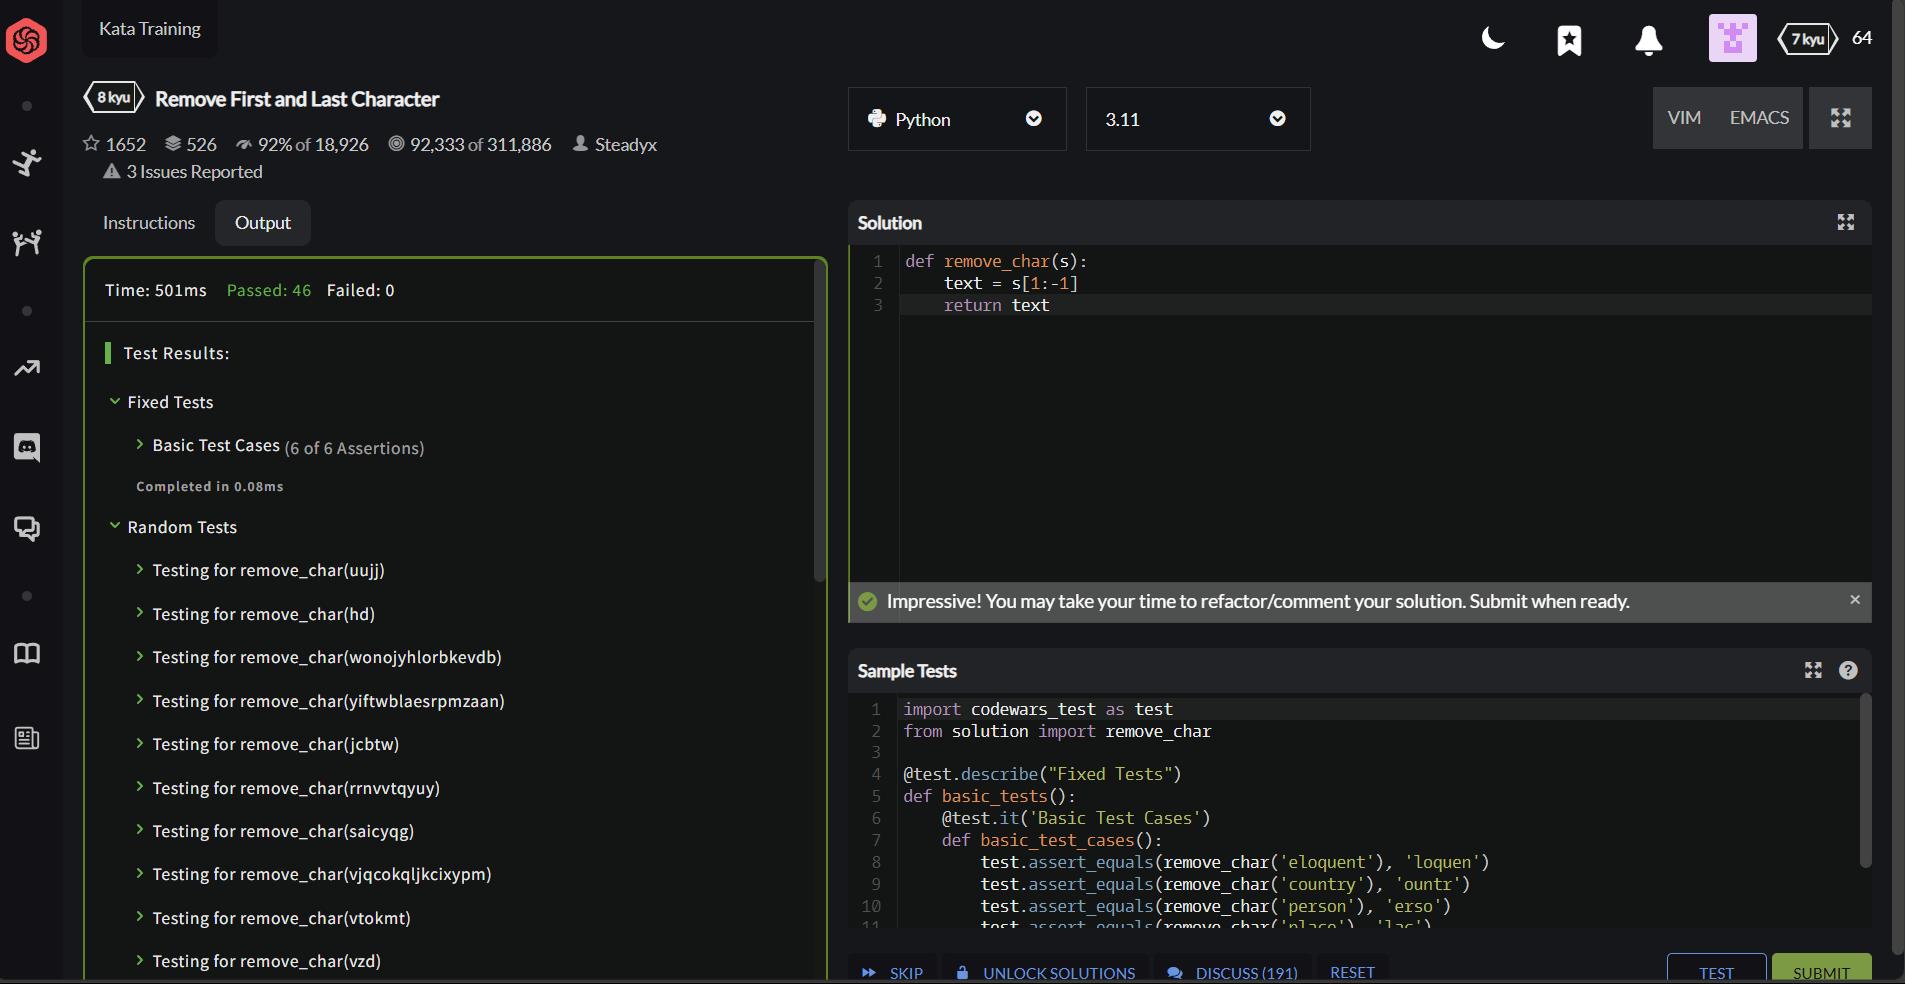 Kata Training
7 kyu 64
8 kyu Remove First and Last Character
1652 526 92% of 18,926 92,333 of 311,886 Steadyx
3 Issues Reported
Python 3.11 VIM EMACS
Instructions Output
Time: 501ms Passed: 46 Failed: 0
Test Results:
Fixed Tests
Basic Test Cases (6 of 6 Assertions)
Completed in 0.08ms
Random Tests
Testing for remove_char(uujj)
Testing for remove_char(hd)
Testing for remove_char(wonojyhlorbkevdb)
Testing for remove_char(yiftwblaesrpmzaan)
Testing for remove_char(jcbtw)
Testing for remove_char(rrnvvtqyuy)
Testing for remove_char(saicyqg)
Testing for remove_char(vjqcokqljkcixypm)
Testing for remove_char(vtokmt)
Testing for remove_char(vzd)
Solution
1 def remove_char(s):
2 text = s[1:-1]
3 return text
Impressive! You may take your time to refactor/comment your solution. Submit when ready. ×
Sample Tests ?
1 import codewars_test as test
2 from solution import remove_char
3
4 @test.describe("Fixed Tests")
5 def basic_tests():
6 @test.it('Basic Test Cases')
7 def basic_test_cases():
8 test.assert_equals(remove_char('eloquent'), 'loquen')
9 test.assert_equals(remove_char('country'), 'ountr')
10 test.assert_equals(remove_char('person'), 'erso')
11 test.assert_equals(remove_char('place'), 'lac')
SKIP UNLOCK SOLUTIONS DISCUSS (191) RESET TEST SUBMIT